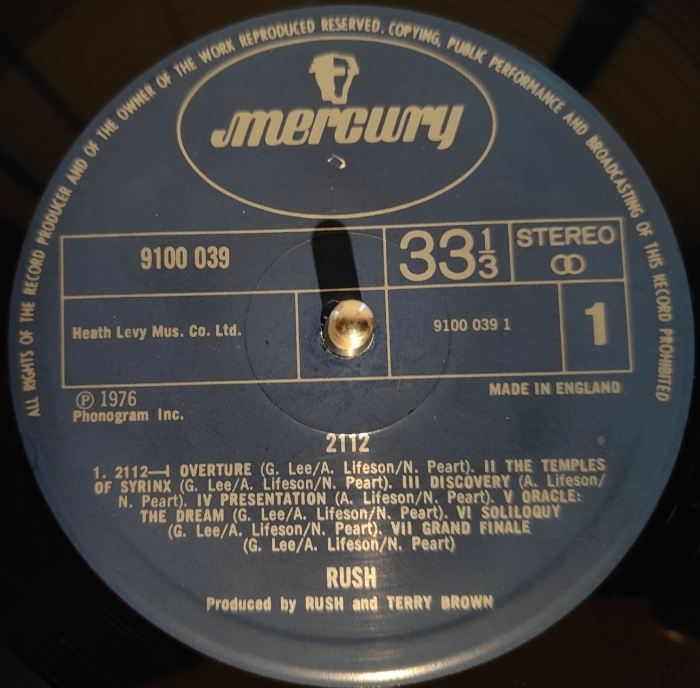 ALL RIGHTS OF THE RECORD PRODUCER AND OF THE OWNER OF THE WORK REPRODUCED RESERVED. COPYING, PUBLIC PERFORMANCE AND BROADCASTING OF THIS RECORD PROHIBITED
mercury
9100 039
33 1/3
STEREO
Heath Levy Mus. Co. Ltd.
9100 039 1
1
℗ 1976
Phonogram Inc.
MADE IN ENGLAND
2112
1. 2112—I OVERTURE (G. Lee/A. Lifeson/N. Peart). II THE TEMPLES
OF SYRINX (G. Lee/A. Lifeson/N. Peart). III DISCOVERY (A. Lifeson/
N. Peart). IV PRESENTATION (A. Lifeson/N. Peart). V ORACLE:
THE DREAM (G. Lee/A. Lifeson/N. Peart). VI SOLILOQUY
(G. Lee/A. Lifeson/N. Peart). VII GRAND FINALE
(G. Lee/A. Lifeson/N. Peart)
RUSH
Produced by RUSH and TERRY BROWN